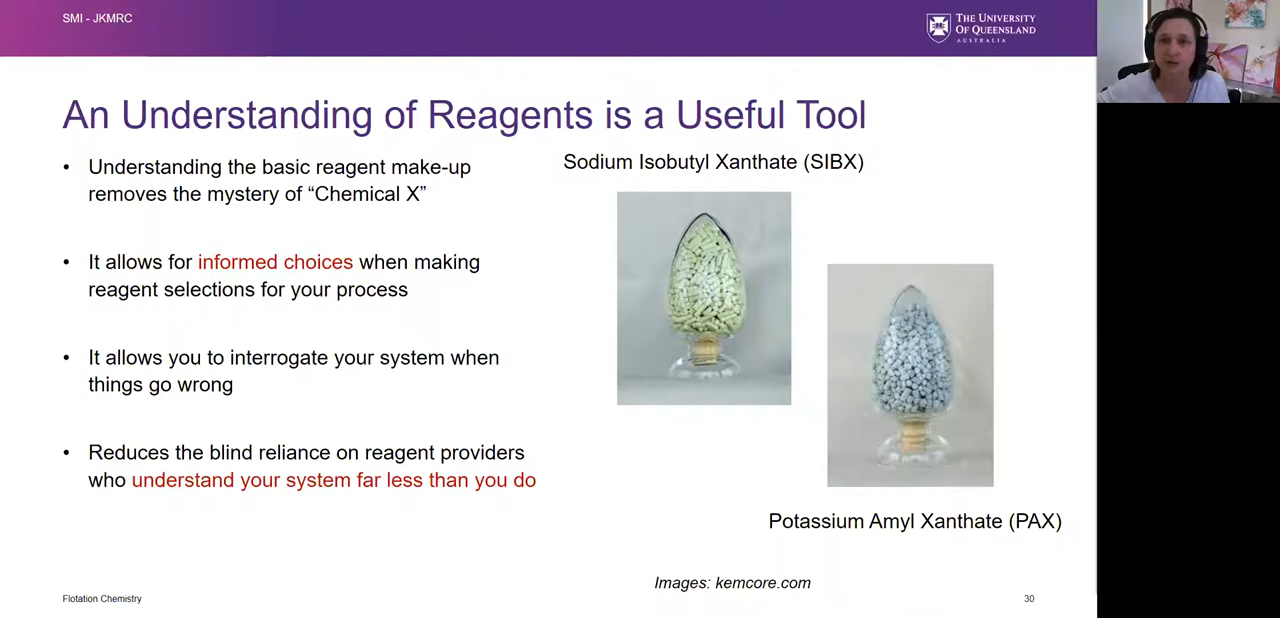 SMI - JKMRC
THE UNIVERSITY
OF QUEENSLAND
AUSTRALIA
An Understanding of Reagents is a Useful Tool
• Understanding the basic reagent make-up
removes the mystery of “Chemical X”
• It allows for informed choices when making
reagent selections for your process
• It allows you to interrogate your system when
things go wrong
• Reduces the blind reliance on reagent providers
who understand your system far less than you do
Sodium Isobutyl Xanthate (SIBX)
Potassium Amyl Xanthate (PAX)
Images: kemcore.com
Flotation Chemistry
30